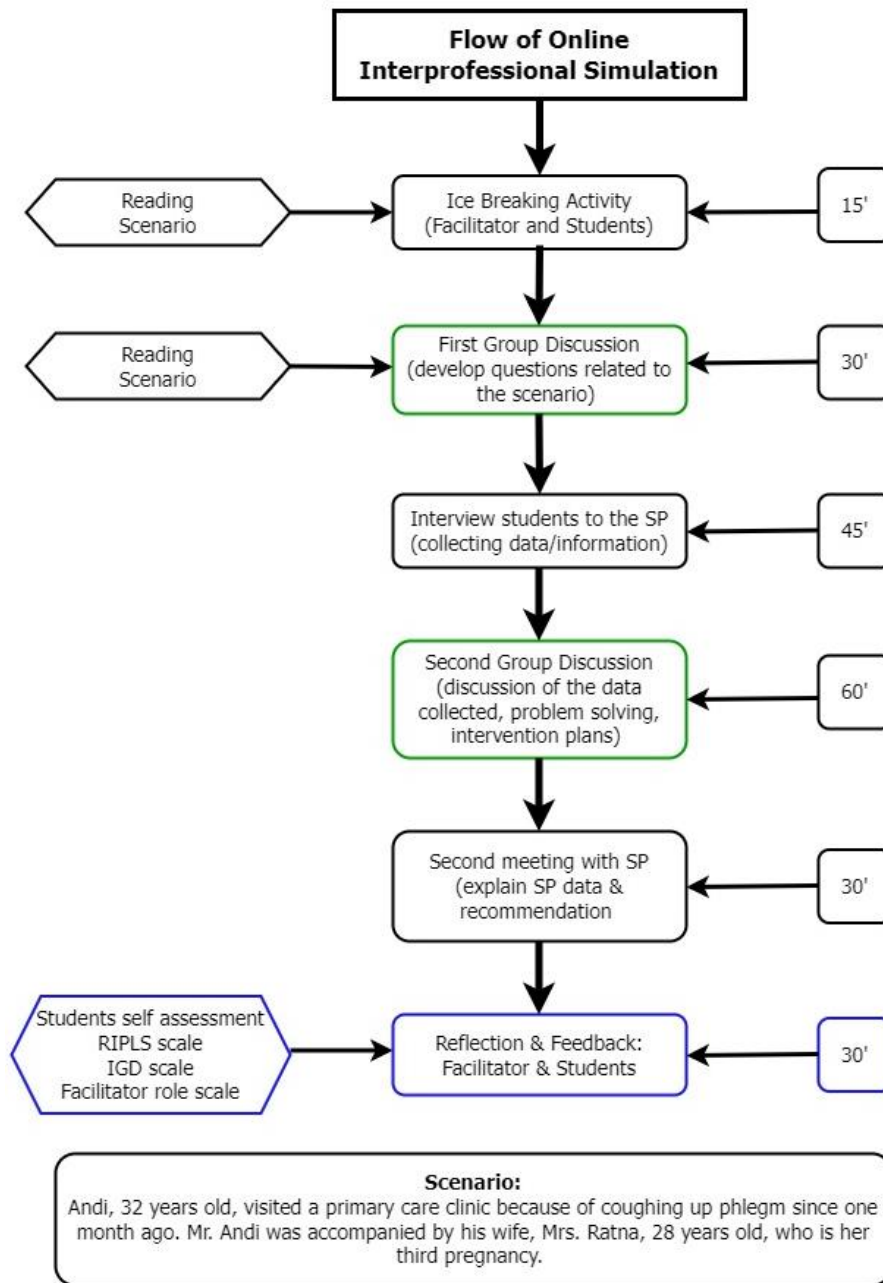 Flow of Online
Interprofessional Simulation
Reading
Scenario
Ice Breaking Activity
(Facilitator and Students)
15'
Reading
Scenario
First Group Discussion
(develop questions related to
the scenario)
30'
Interview students to the SP
(collecting data/information)
45'
Second Group Discussion
(discussion of the data
collected, problem solving,
intervention plans)
60'
Second meeting with SP
(explain SP data &
recommendation
30'
Students self assessment
RIPLS scale
IGD scale
Facilitator role scale
Reflection & Feedback:
Facilitator & Students
30'
Scenario:
Andi, 32 years old, visited a primary care clinic because of coughing up phlegm since one
month ago. Mr. Andi was accompanied by his wife, Mrs. Ratna, 28 years old, who is her
third pregnancy.